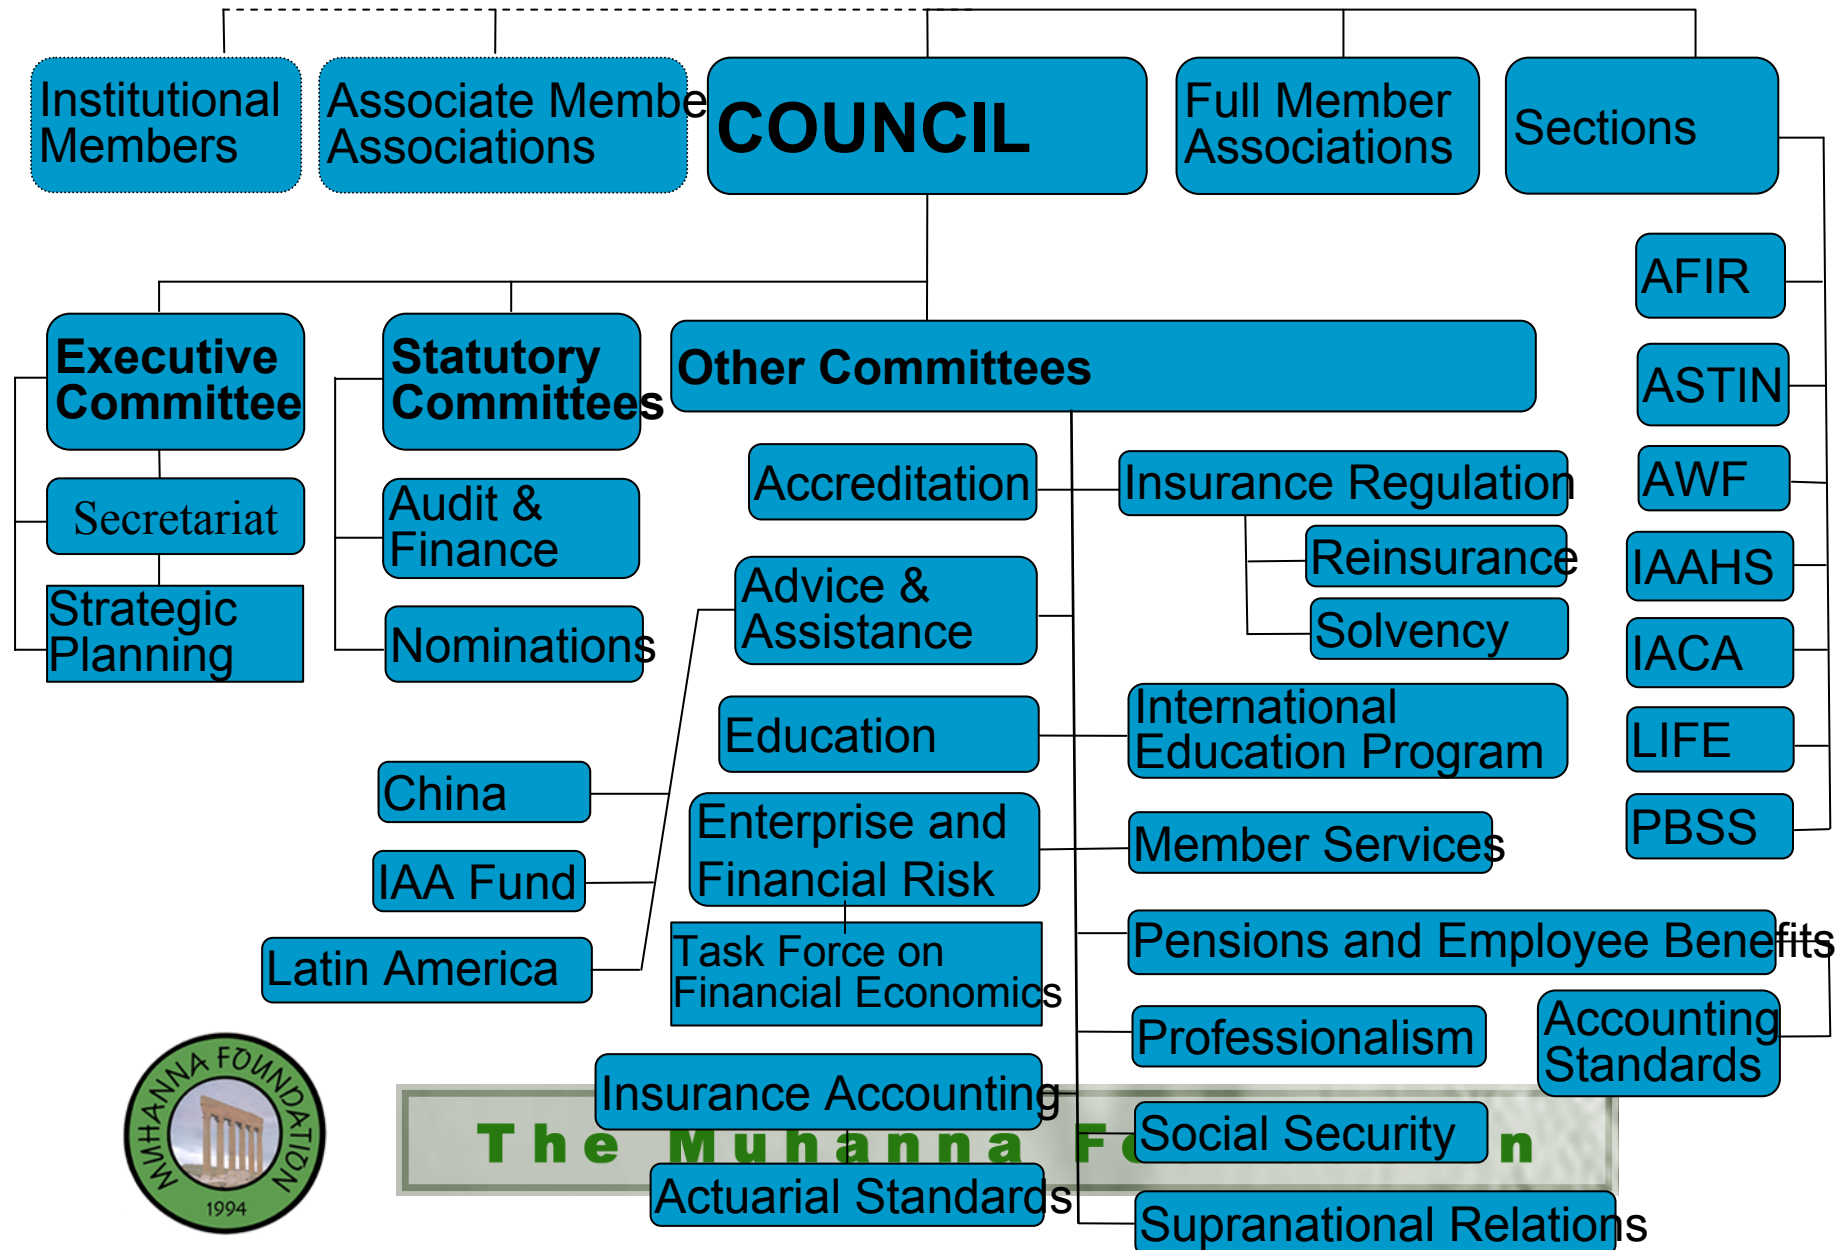 Institutional
Members
Associate Membe
Associations
COUNCIL
Full Member
Associations
Sections
AFIR
ASTIN
AWF
IAAHS
IACA
LIFE
PBSS
Executive
Committee
Secretariat
Strategic
Planning
Statutory
Committees
Audit &
Finance
Nominations
Other Committees
Accreditation
Insurance Regulation
Reinsurance
Solvency
Advice &
Assistance
China
IAA Fund
Latin America
Education
International
Education Program
Enterprise and
Financial Risk
Task Force on
Financial Economics
Member Services
Pensions and Employee Benefits
Accounting
Standards
Professionalism
Insurance Accounting
Actuarial Standards
Social Security
Supranational Relations
MUHANNA FOUNDATION
1994
The Muhanna F n